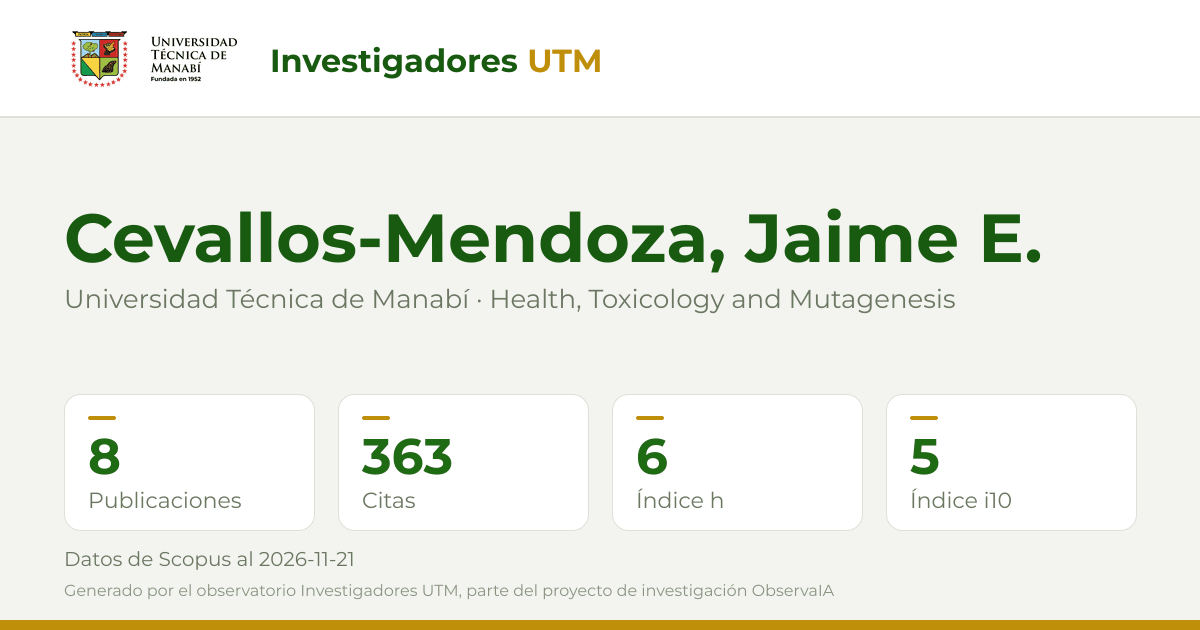 UNIVERSIDAD
TÉCNICA DE
MANABÍ
Fundada en 1952
Investigadores UTM
Cevallos-Mendoza, Jaime E.
Universidad Técnica de Manabí · Health, Toxicology and Mutagenesis
8
Publicaciones
363
Citas
6
Índice h
5
Índice i10
Datos de Scopus al 2026-11-21
Generado por el observatorio Investigadores UTM, parte del proyecto de investigación ObservaIA